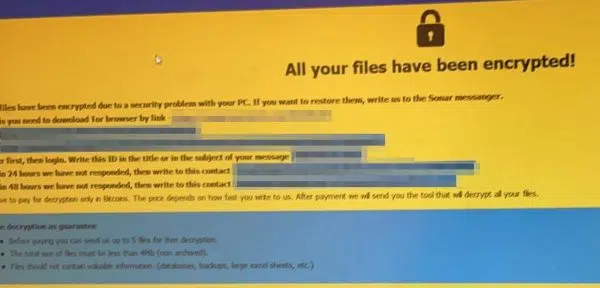 All your files have been encrypted!
files have been encrypted due to a security problem with your PC. If you want to restore them, write us to the Sonar messanger.
is you need to download Tor browser by link -
r first, then login. Write this ID in the title or in the subject of your message
in 24 hours we have not responded, then write to this contact
in 48 hours we have not responded, then write to this contact
ve to pay for decryption only in Bitcoins. The price depends on how fast you write to us. After payment we will send you the tool that will decrypt all your files.
e decryption as guarantee
• Before paying you can send us up to 5 files for free decryption.
• The total size of files must be less than 4Mb (non archived).
• Files should not contain valuable information. (databases, backups, large excel sheets, etc.)